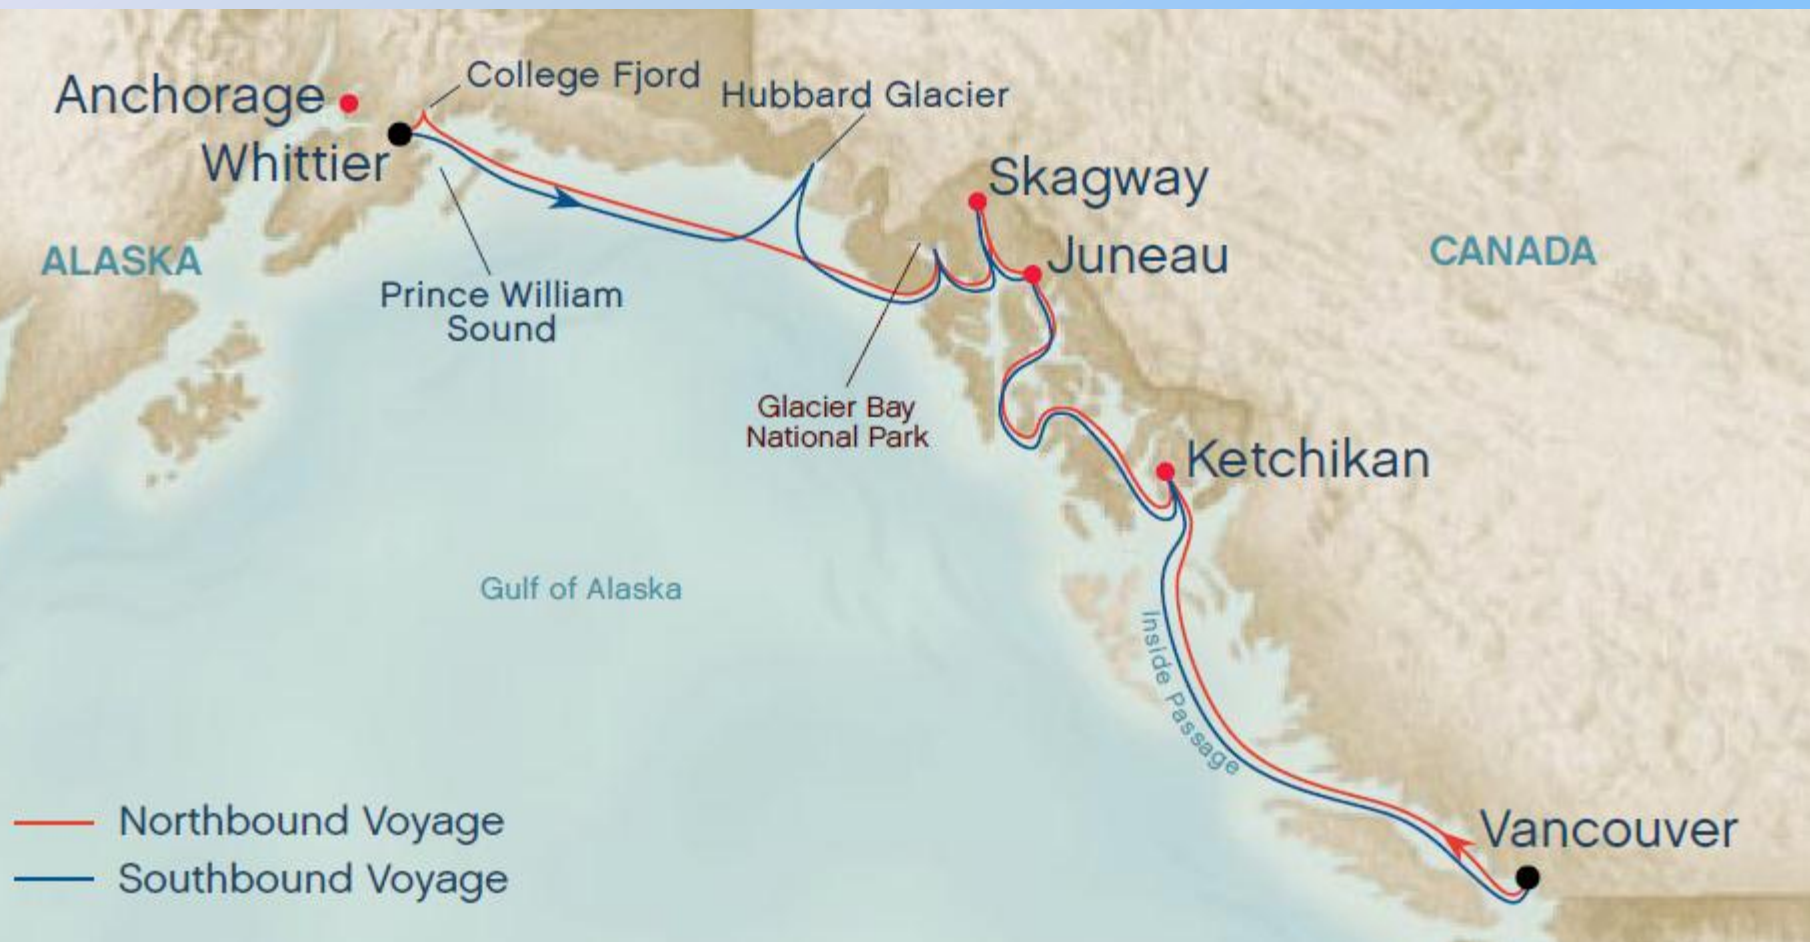 College Fjord
Anchorage
Hubbard Glacier
Whittier
Skagway
Juneau
ALASKA
CANADA
Prince William
Sound
Glacier Bay
National Park
Ketchikan
Gulf of Alaska
Inside Passage
Northbound Voyage
Vancouver
Southbound Voyage